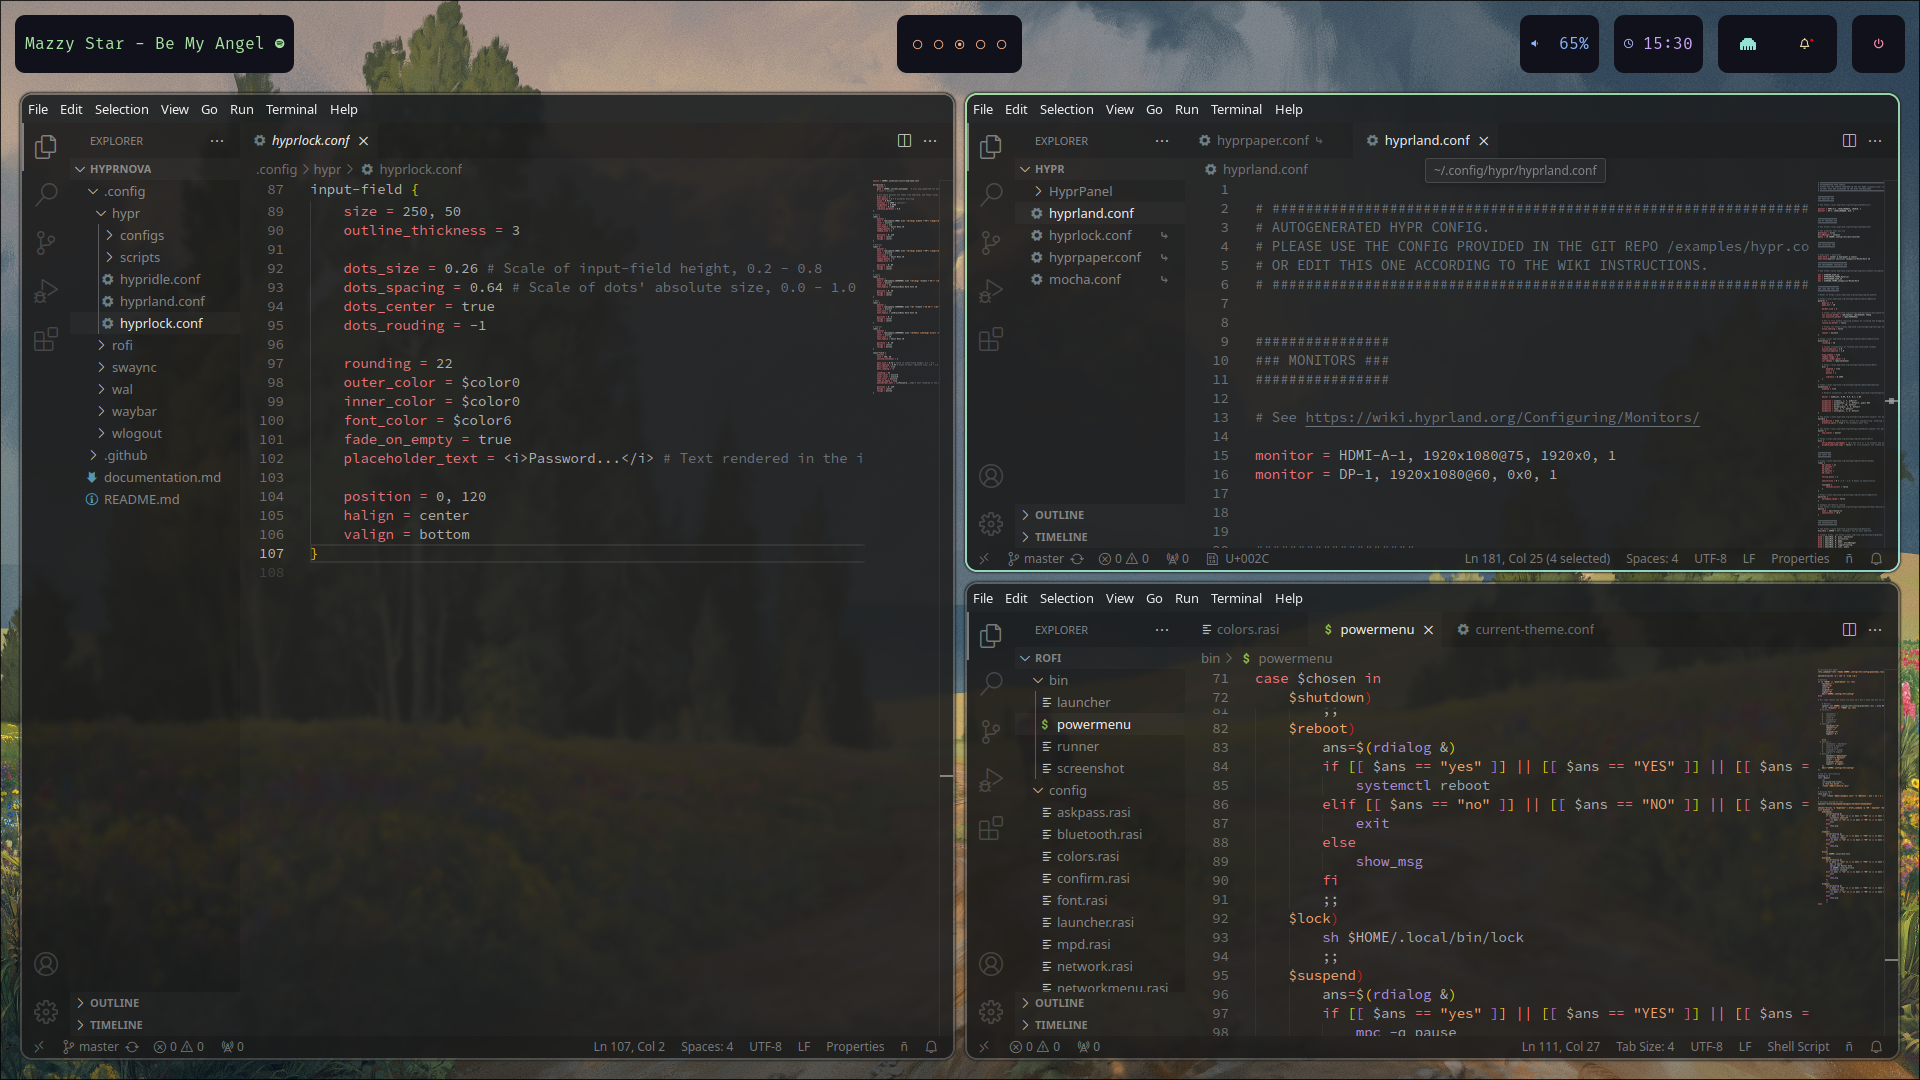 Mazzy Star - Be My Angel
65%
15:30
File Edit Selection View Go Run Terminal Help
EXPLORER
hyprlock.conf
HYPRNOVA
.config
hypr
configs
scripts
hypridle.conf
hyprland.conf
hyprlock.conf
rofi
swaync
wal
waybar
wlogout
.github
documentation.md
README.md
OUTLINE
TIMELINE
.config > hypr > hyprlock.conf
87 input-field {
89 size = 250, 50
90 outline_thickness = 3
91
92 dots_size = 0.26 # Scale of input-field height, 0.2 - 0.8
93 dots_spacing = 0.64 # Scale of dots' absolute size, 0.0 - 1.0
94 dots_center = true
95 dots_rouding = -1
96
97 rounding = 22
98 outer_color = $color0
99 inner_color = $color0
100 font_color = $color6
101 fade_on_empty = true
102 placeholder_text = <i>Password...</i> # Text rendered in the i
103
104 position = 0, 120
105 halign = center
106 valign = bottom
107 }
108
master 0 0 0 Ln 107, Col 2 Spaces: 4 UTF-8 LF Properties ñ
File Edit Selection View Go Run Terminal Help
EXPLORER
hyprpaper.conf hyprland.conf
~/.config/hypr/hyprland.conf
HYPR
HyprPanel
hyprland.conf
hyprlock.conf
hyprpaper.conf
mocha.conf
OUTLINE
TIMELINE
hyprland.conf
1
2 # ################################################################
3 # AUTOGENERATED HYPR CONFIG.
4 # PLEASE USE THE CONFIG PROVIDED IN THE GIT REPO /examples/hypr.co
5 # OR EDIT THIS ONE ACCORDING TO THE WIKI INSTRUCTIONS.
6 # ################################################################
7
8
9 ################
10 ### MONITORS ###
11 ################
12
13 # See https://wiki.hyprland.org/Configuring/Monitors/
14
15 monitor = HDMI-A-1, 1920x1080@75, 1920x0, 1
16 monitor = DP-1, 1920x1080@60, 0x0, 1
17
18
19
master 0 0 0 U+002C Ln 181, Col 25 (4 selected) Spaces: 4 UTF-8 LF Properties ñ
File Edit Selection View Go Run Terminal Help
EXPLORER
colors.rasi $ powermenu current-theme.conf
ROFI
bin
launcher
$ powermenu
runner
screenshot
config
askpass.rasi
bluetooth.rasi
colors.rasi
confirm.rasi
font.rasi
launcher.rasi
mpd.rasi
network.rasi
networkmenu.rasi
OUTLINE
TIMELINE
bin > $ powermenu
71 case $chosen in
72 $shutdown)
81 ;;
82 $reboot)
83 ans=$(rdialog &)
84 if [[ $ans == "yes" ]] || [[ $ans == "YES" ]] || [[ $ans =
85 systemctl reboot
86 elif [[ $ans == "no" ]] || [[ $ans == "NO" ]] || [[ $ans =
87 exit
88 else
89 show_msg
90 fi
91 ;;
92 $lock)
93 sh $HOME/.local/bin/lock
94 ;;
95 $suspend)
96 ans=$(rdialog &)
97 if [[ $ans == "yes" ]] || [[ $ans == "YES" ]] || [[ $ans =
98 mpc -q pause
0 0 0 Ln 111, Col 27 Tab Size: 4 UTF-8 LF Shell Script ñ